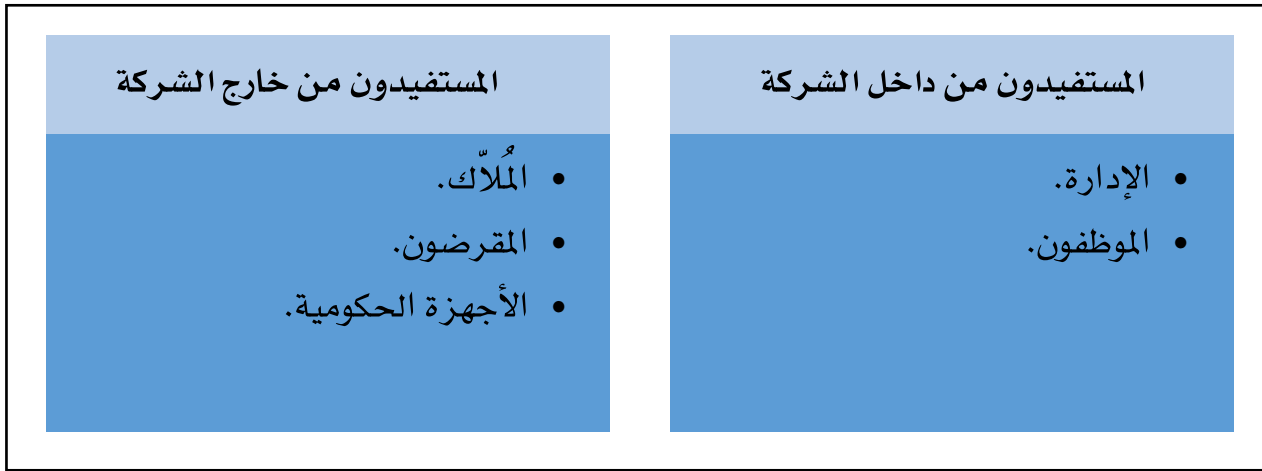 المستفيدون من داخل الشركة
• الإدارة.
• الموظفون.
المستفيدون من خارج الشركة
• المُلاّك.
• المقرضون.
• الأجهزة الحكومية.